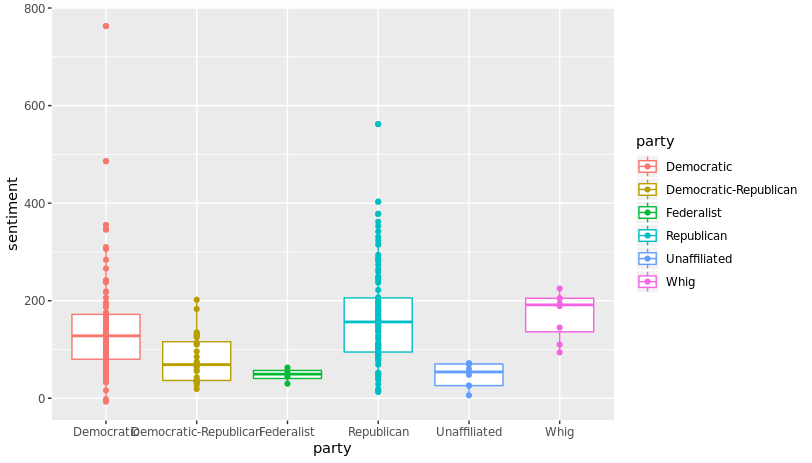 800
600
400
200
0
sentiment
Democratic
Democratic-Republican
Federalist
Republican
Unaffiliated
Whig
party
party
Democratic
Democratic-Republican
Federalist
Republican
Unaffiliated
Whig